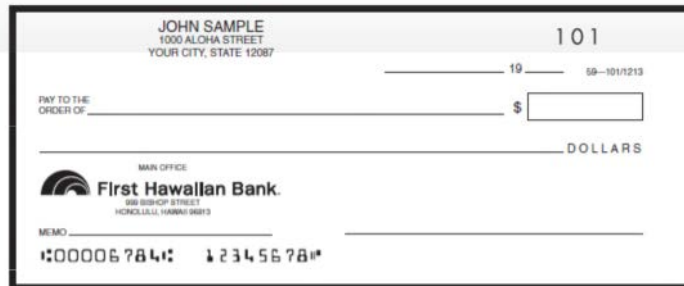 JOHN SAMPLE
1000 ALOHA STREET
YOUR CITY, STATE 12087
101
19
59—101/1213
PAY TO THE
ORDER OF
$
DOLLARS
MAIN OFFICE
First Hawaiian Bank.
999 BISHOP STREET
HONOLULU, HAWAII 96813
MEMO
⑆00006784⑆ 12345678⑈